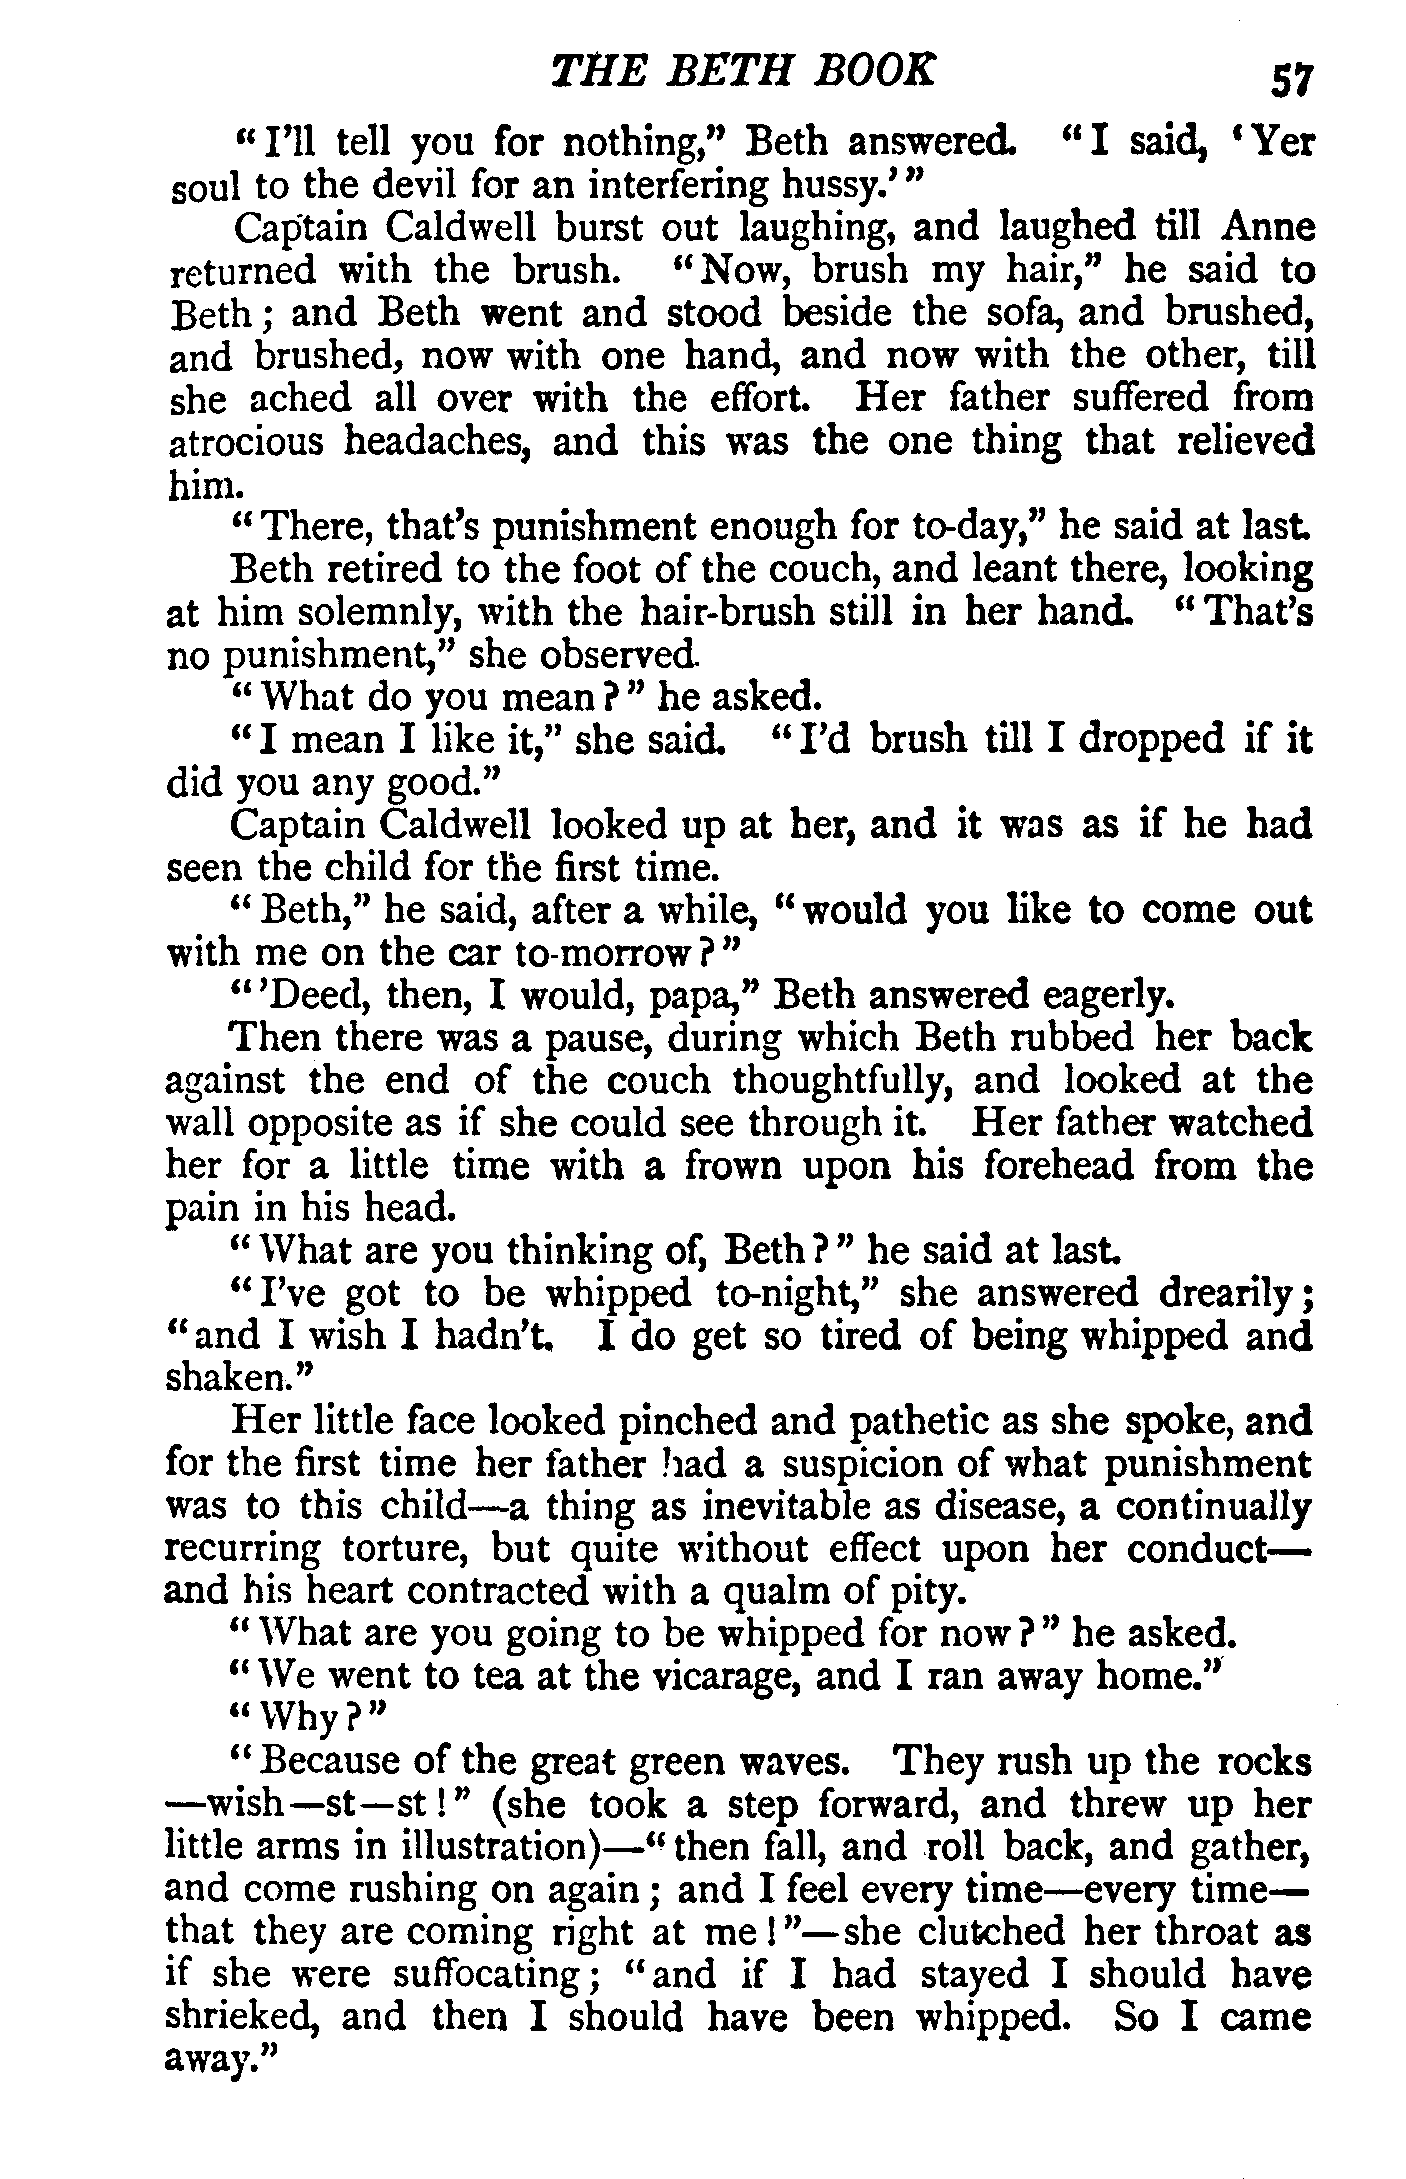 THE BETH BOOK 57
“I’ll tell you for nothing,” Beth answered. “I said, ‘Yer
soul to the devil for an interfering hussy.’”
Captain Caldwell burst out laughing, and laughed till Anne
returned with the brush. “Now, brush my hair,” he said to
Beth; and Beth went and stood beside the sofa, and brushed,
and brushed, now with one hand, and now with the other, till
she ached all over with the effort. Her father suffered from
atrocious headaches, and this was the one thing that relieved
him.
“There, that’s punishment enough for to-day,” he said at last.
Beth retired to the foot of the couch, and leant there, looking
at him solemnly, with the hair-brush still in her hand. “That’s
no punishment,” she observed.
“What do you mean?” he asked.
“I mean I like it,” she said. “I’d brush till I dropped if it
did you any good.”
Captain Caldwell looked up at her, and it was as if he had
seen the child for the first time.
“Beth,” he said, after a while, “would you like to come out
with me on the car to-morrow?”
“’Deed, then, I would, papa,” Beth answered eagerly.
Then there was a pause, during which Beth rubbed her back
against the end of the couch thoughtfully, and looked at the
wall opposite as if she could see through it. Her father watched
her for a little time with a frown upon his forehead from the
pain in his head.
“What are you thinking of, Beth?” he said at last.
“I’ve got to be whipped to-night,” she answered drearily;
“and I wish I hadn’t. I do get so tired of being whipped and
shaken.”
Her little face looked pinched and pathetic as she spoke, and
for the first time her father had a suspicion of what punishment
was to this child—a thing as inevitable as disease, a continually
recurring torture, but quite without effect upon her conduct—
and his heart contracted with a qualm of pity.
“What are you going to be whipped for now?” he asked.
“We went to tea at the vicarage, and I ran away home.”
“Why?”
“Because of the great green waves. They rush up the rocks
—wish—st—st!” (she took a step forward, and threw up her
little arms in illustration)—“then fall, and roll back, and gather,
and come rushing on again; and I feel every time—every time—
that they are coming right at me!”—she clutched her throat as
if she were suffocating; “and if I had stayed I should have
shrieked, and then I should have been whipped. So I came
away.”